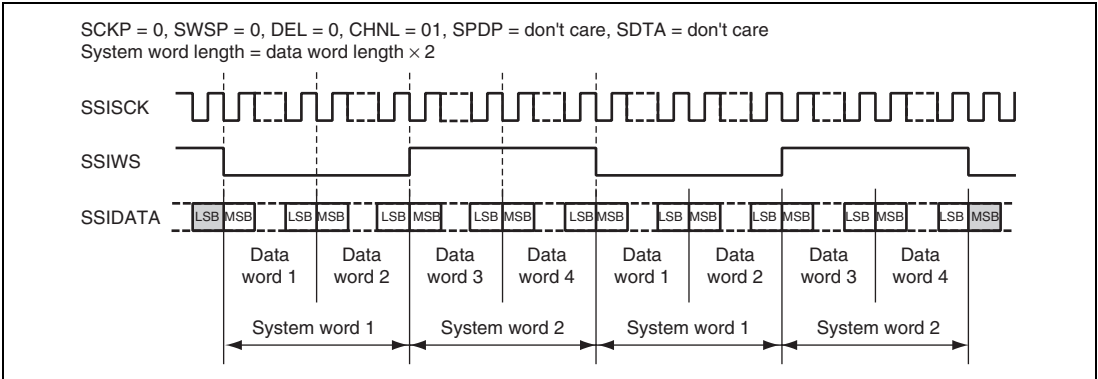 SCKP = 0, SWSP = 0, DEL = 0, CHNL = 01, SPDP = don't care, SDTA = don't care
System word length = data word length × 2
SSISCK
SSIWS
SSIDATA
LSB MSB LSB MSB LSB MSB LSB MSB LSB MSB LSB MSB LSB MSB LSB MSB LSB MSB
Data word 1
Data word 2
Data word 3
Data word 4
Data word 1
Data word 2
Data word 3
Data word 4
System word 1
System word 2
System word 1
System word 2